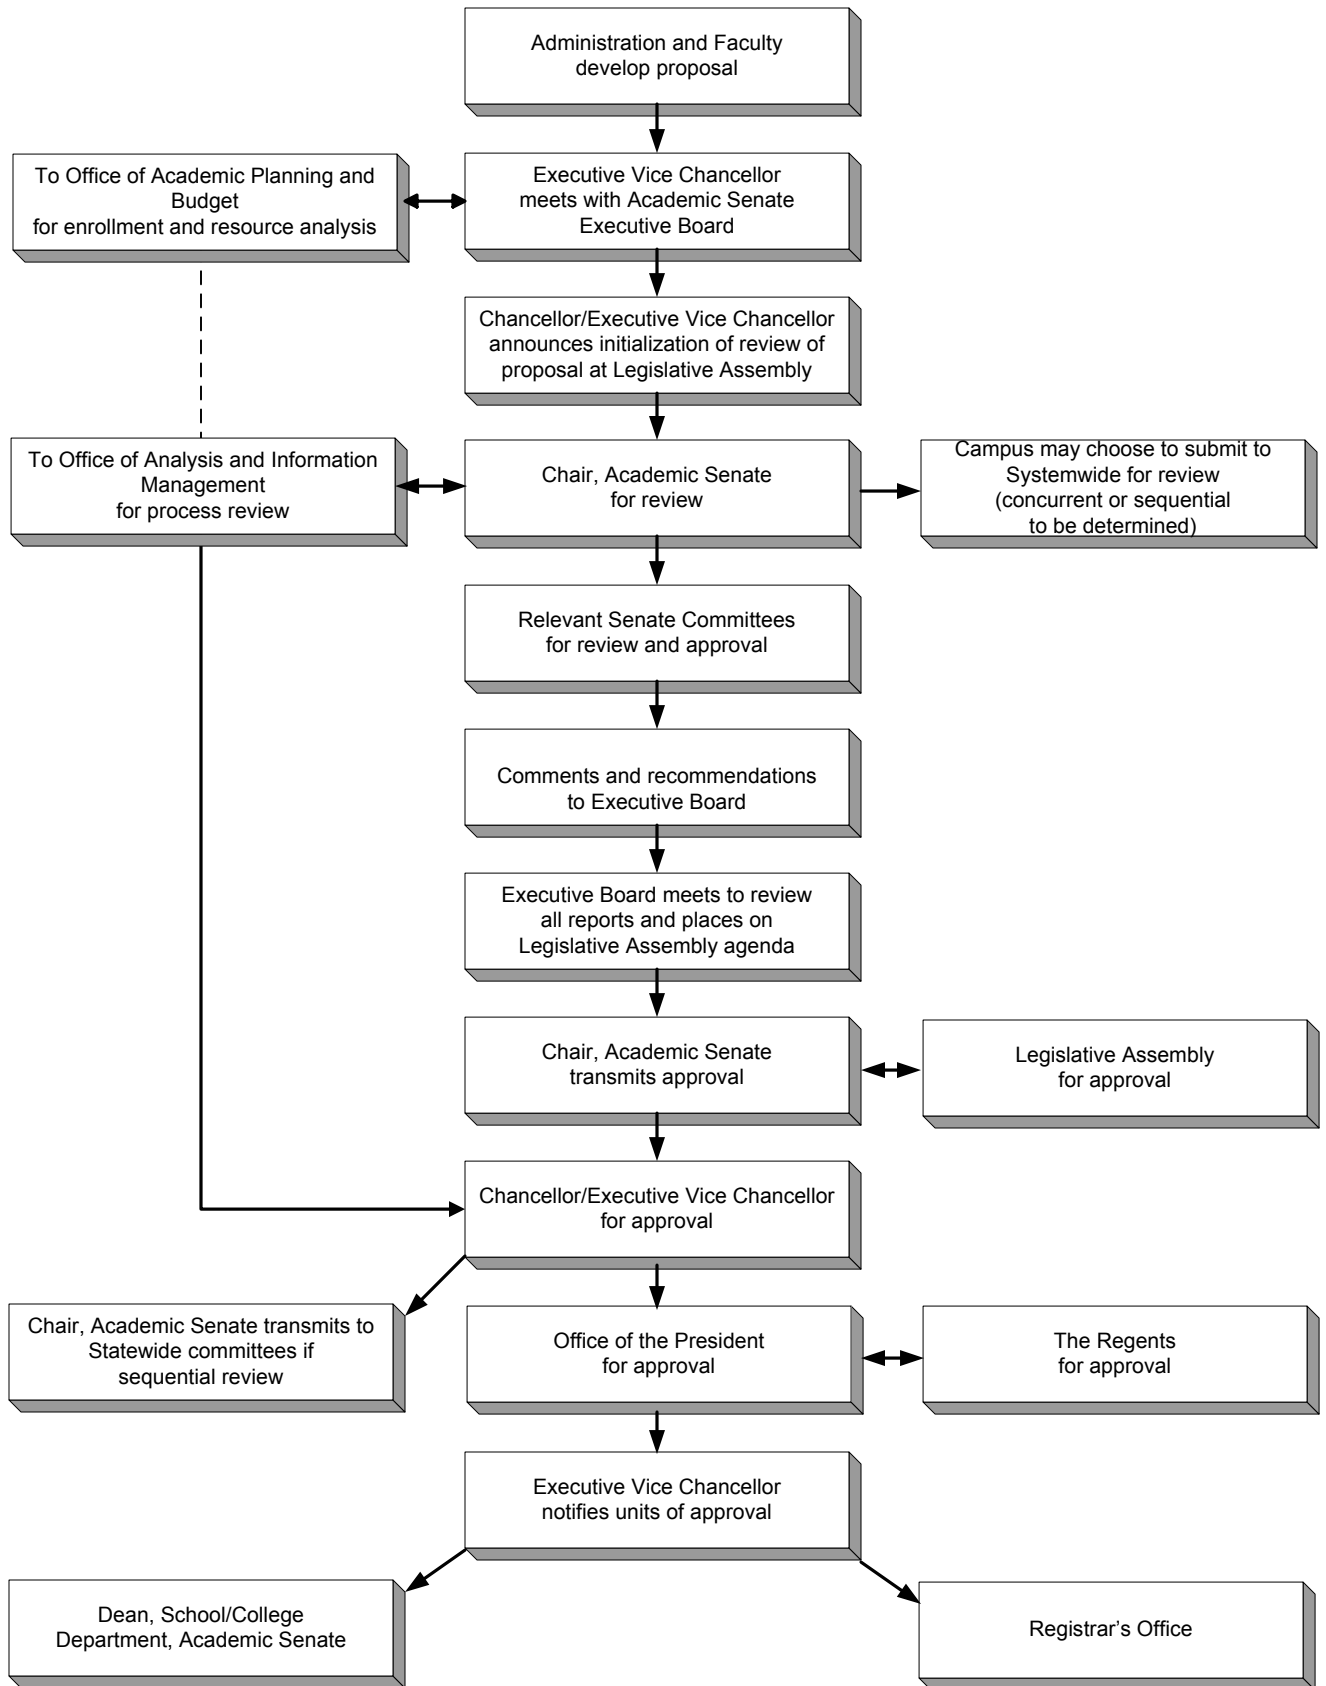 Administration and Faculty
develop proposal
To Office of Academic Planning and
Budget
for enrollment and resource analysis
Executive Vice Chancellor
meets with Academic Senate
Executive Board
Chancellor/Executive Vice Chancellor
announces initialization of review of
proposal at Legislative Assembly
To Office of Analysis and Information
Management
for process review
Chair, Academic Senate
for review
Campus may choose to submit to
Systemwide for review
(concurrent or sequential
to be determined)
Relevant Senate Committees
for review and approval
Comments and recommendations
to Executive Board
Executive Board meets to review
all reports and places on
Legislative Assembly agenda
Chair, Academic Senate
transmits approval
Legislative Assembly
for approval
Chancellor/Executive Vice Chancellor
for approval
Chair, Academic Senate transmits to
Statewide committees if
sequential review
Office of the President
for approval
The Regents
for approval
Executive Vice Chancellor
notifies units of approval
Dean, School/College
Department, Academic Senate
Registrar’s Office